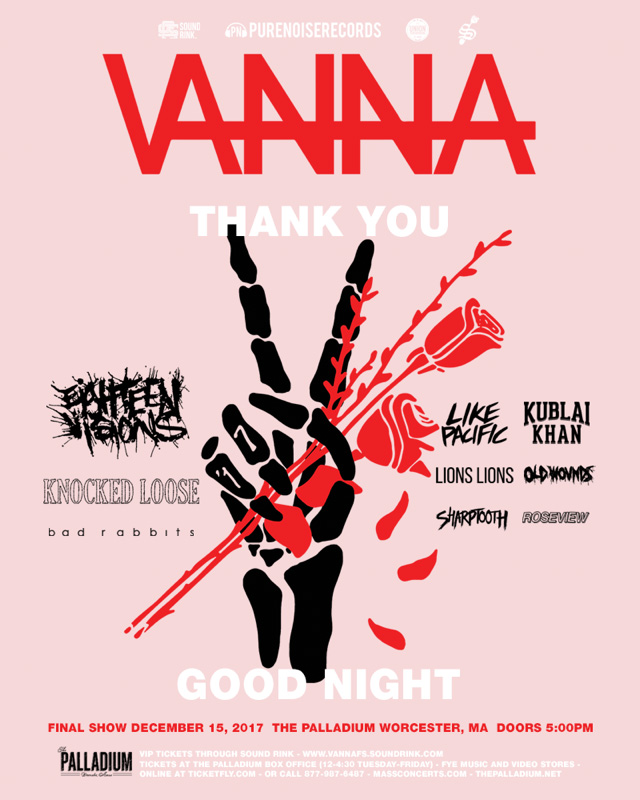 SOUND RINK
PURENOISERECORDS
VANNA
THANK YOU
EIGHTEEN VISIONS
KNOCKED LOOSE
bad rabbits
LIKE PACIFIC
KUBLAI KHAN
LIONS LIONS
OLD WOUNDS
SHARPTOOTH
ROSEVIEW
GOOD NIGHT
FINAL SHOW DECEMBER 15, 2017 THE PALLADIUM WORCESTER, MA DOORS 5:00PM
The PALLADIUM
VIP TICKETS THROUGH SOUND RINK - WWW.VANNAFS.SOUNDRINK.COM
TICKETS AT THE PALLADIUM BOX OFFICE (12-4:30 TUESDAY-FRIDAY) - FYE MUSIC AND VIDEO STORES -
ONLINE AT TICKETFLY.COM - OR CALL 877-987-6487 - MASSCONCERTS.COM - THEPALLADIUM.NET